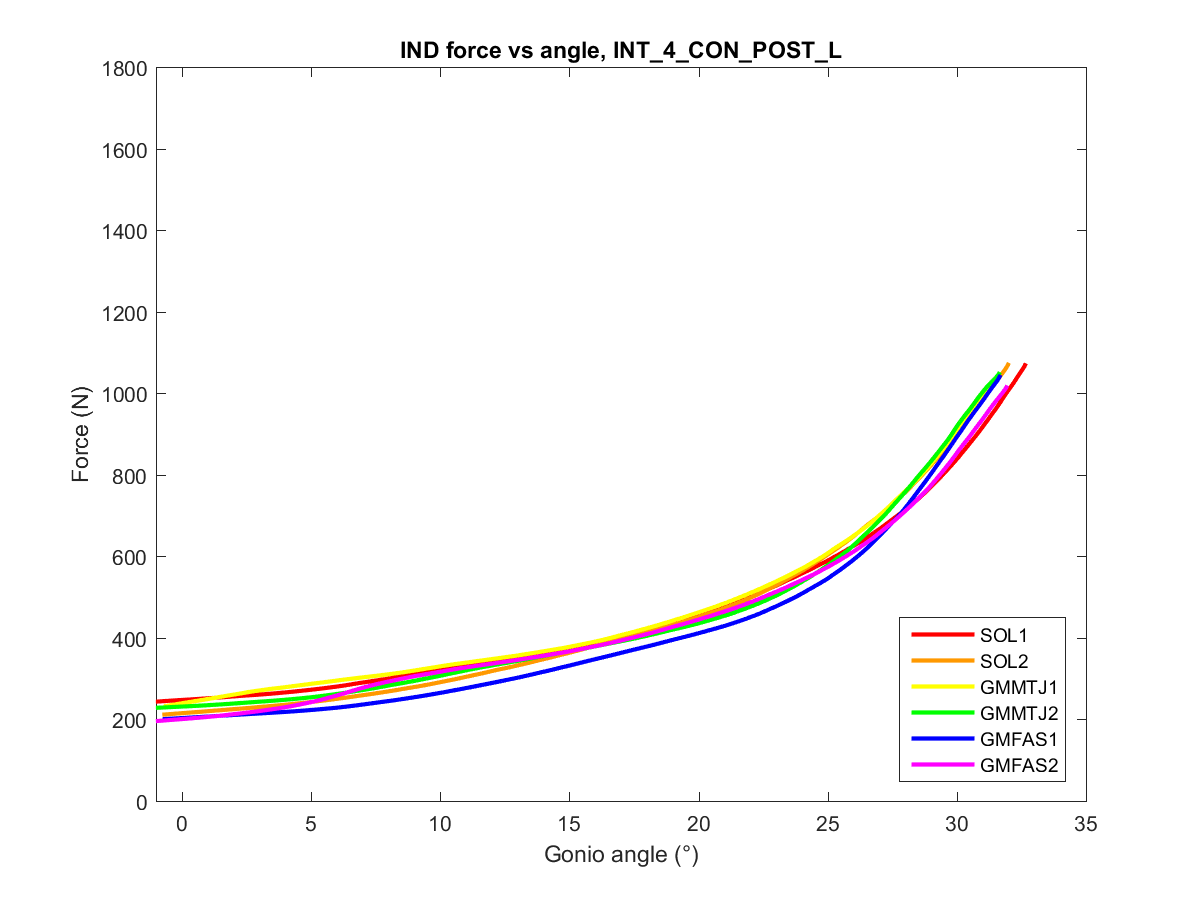 IND force vs angle, INT_4_CON_POST_L
1800
1600
1400
1200
1000
800
600
400
200
0
Force (N)
0 5 10 15 20 25 30 35
Gonio angle (°)
SOL1
SOL2
GMMTJ1
GMMTJ2
GMFAS1
GMFAS2